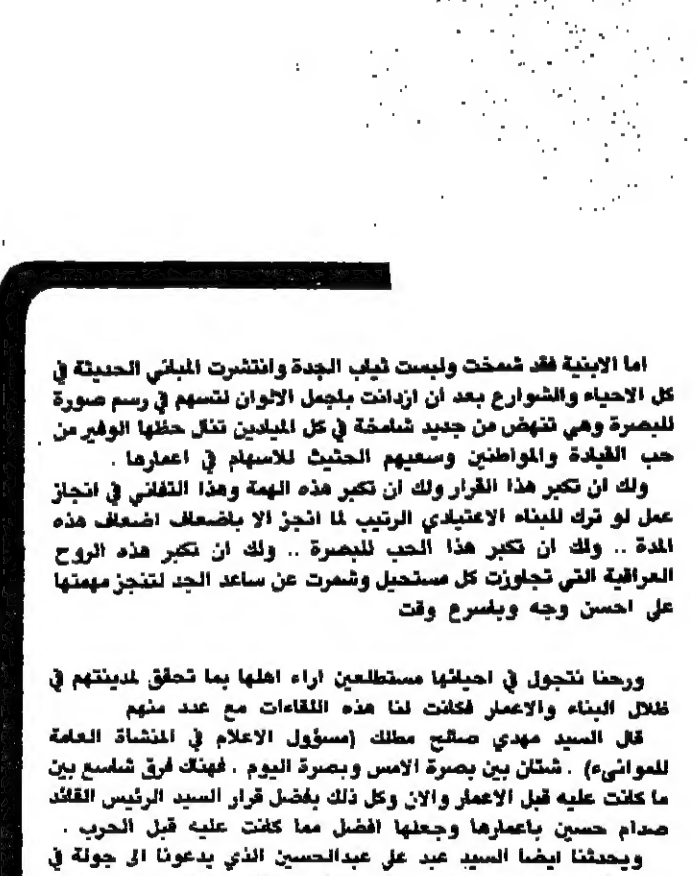 اما الابنية فقد شمخت ولبست ثياب الجدة وانتشرت المباني الحديثة في
كل الاحياء والشوارع بعد ان ازدانت باجمل الالوان لتسهم في رسم صورة
للبصرة وهي تنهض من جديد شامخة في كل الميادين تنال حظها الوفير من
حب القيادة والمواطنين وسعيهم الحثيث للاسهام في اعمارها .
ولك ان تكبر هذا القرار ولك ان تكبر هذه الهمة وهذا التفاني في انجاز
عمل لو ترك للبناء الاعتيادي الرتيب لما انجز الا باضعاف اضعاف هذه
المدة .. ولك ان تكبر هذا الحب للبصرة .. ولك ان تكبر هذه الروح
العراقية التي تجاوزت كل مستحيل وشمرت عن ساعد الجد لتنجز مهمتها
على احسن وجه وباسرع وقت
ورحنا نتجول في احيائها مستطلعين اراء اهلها بما تحقق لمدينتهم في
ظلال البناء والاعمار فكانت لنا هذه اللقاءات مع عدد منهم
قال السيد مهدي صالح مطلك (مسؤول الاعلام في المنشاة العامة
للموانىء) . شتان بين بصرة الامس وبصرة اليوم . فهناك فرق شاسع بين
ما كانت عليه قبل الاعمار والان وكل ذلك بفضل قرار السيد الرئيس القائد
صدام حسين باعمارها وجعلها افضل مما كانت عليه قبل الحرب .
ويحدثنا ايضا السيد عبد علي عبدالحسين الذي يدعونا الى جولة في